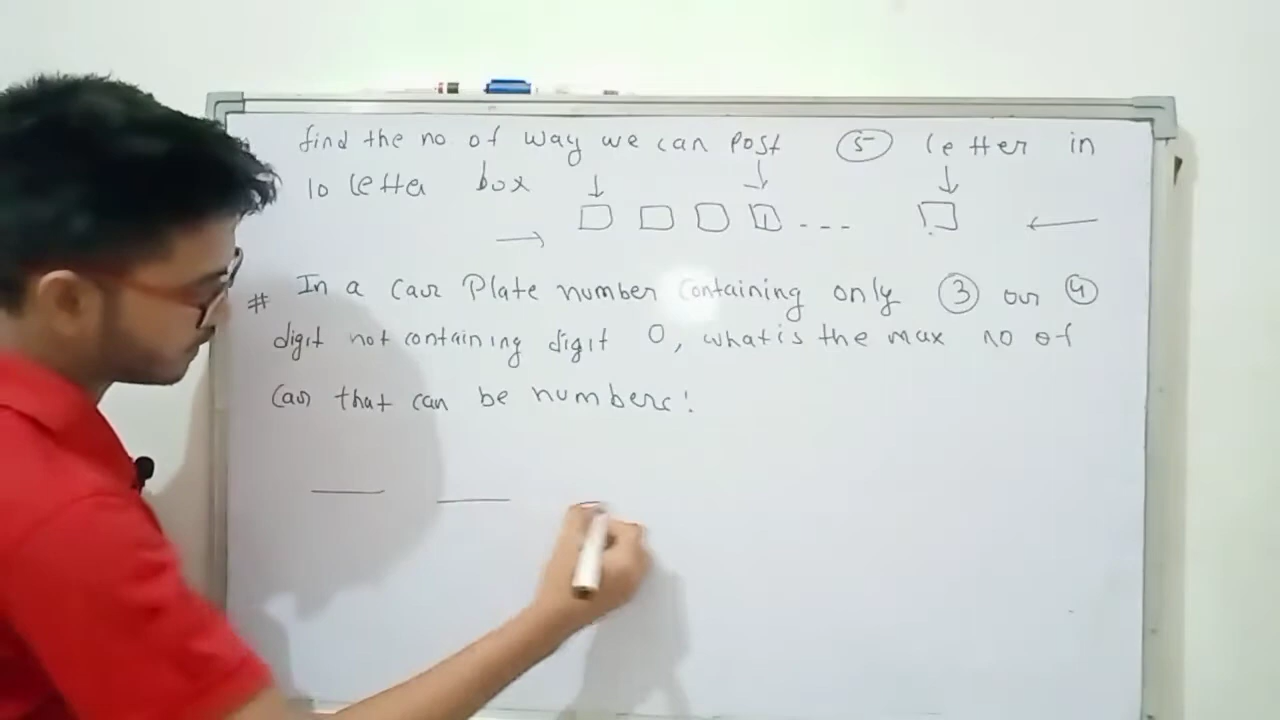 find the no of way we can post 5 letter in
10 letter box
# In a car Plate number containing only 3 or 4
digit not containing digit 0, what is the max no of
car that can be numbers!